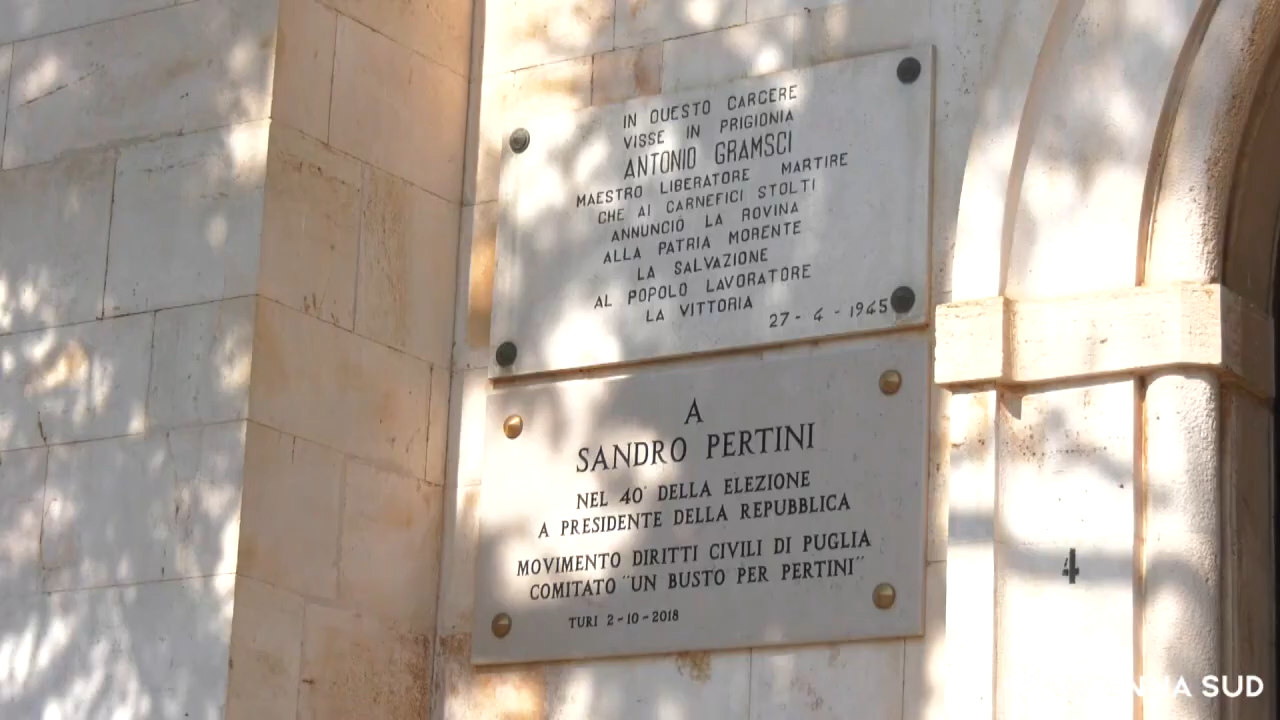 IN QUESTO CARCERE
VISSE IN PRIGIONIA
ANTONIO GRAMSCI
MAESTRO LIBERATORE MARTIRE
CHE AI CARNEFICI STOLTI
ANNUNCIÒ LA ROVINA
ALLA PATRIA MORENTE
LA SALVAZIONE
AL POPOLO LAVORATORE
LA VITTORIA
27 - 4 - 1945
A
SANDRO PERTINI
NEL 40° DELLA ELEZIONE
A PRESIDENTE DELLA REPUBBLICA
MOVIMENTO DIRITTI CIVILI DI PUGLIA
COMITATO "UN BUSTO PER PERTINI"
TURI 2-10-2018
4
SUD